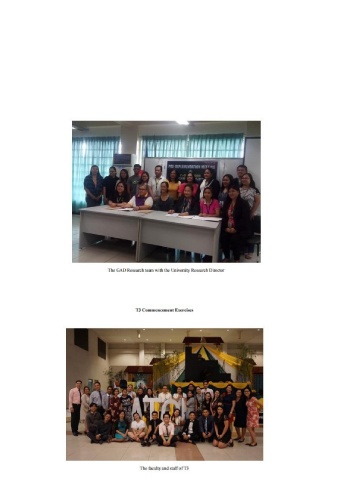 The GAD Research team with the University Research Director
T3 Commencement Exercises
The faculty and staff of T3